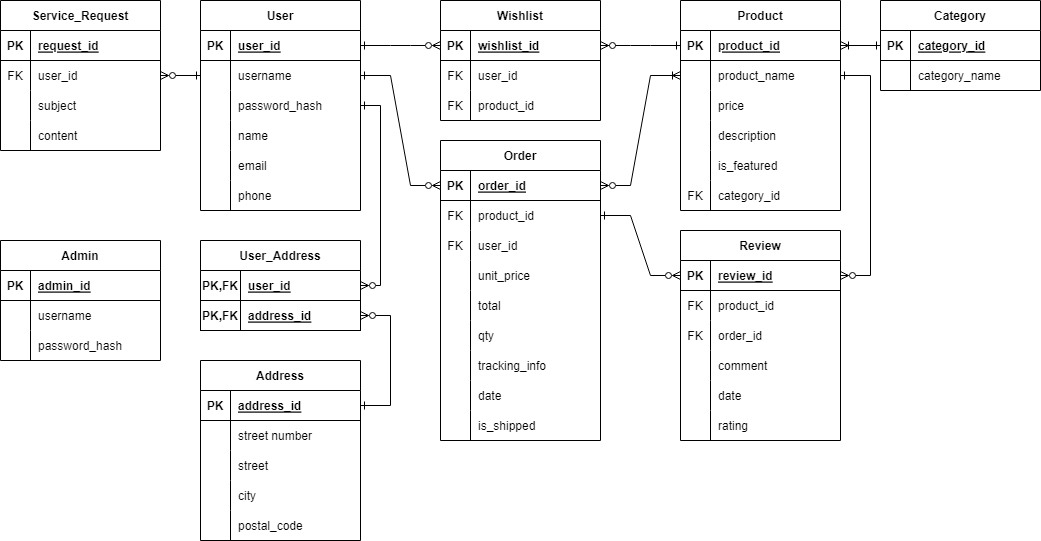 Service_Request
PK request_id
FK user_id
subject
content
User
PK user_id
username
password_hash
name
email
phone
Wishlist
PK wishlist_id
FK user_id
FK product_id
Product
PK product_id
product_name
price
description
is_featured
FK category_id
Category
PK category_id
category_name
Order
PK order_id
FK product_id
FK user_id
unit_price
total
qty
tracking_info
date
is_shipped
Admin
PK admin_id
username
password_hash
User_Address
PK,FK user_id
PK,FK address_id
Review
PK review_id
FK product_id
FK order_id
comment
date
rating
Address
PK address_id
street number
street
city
postal_code